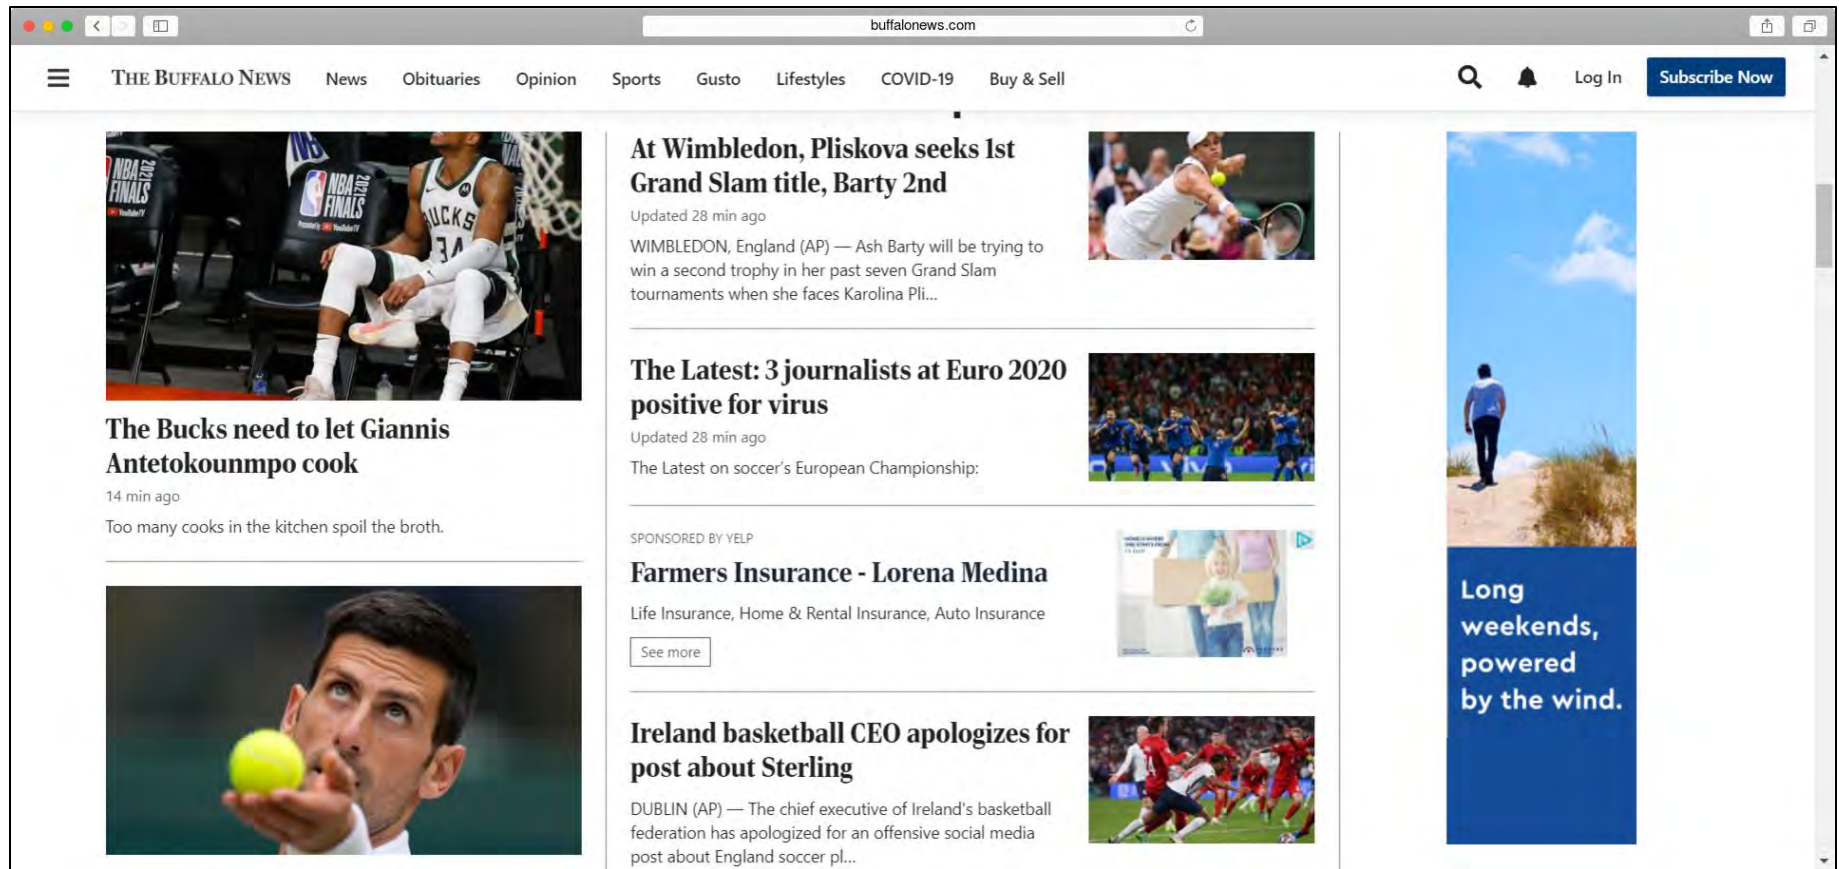 buffalonews.com
THE BUFFALO NEWS News Obituaries Opinion Sports Gusto Lifestyles COVID-19 Buy & Sell Log In Subscribe Now
NBA FINALS 2021
YouTubeTV
NBA FINALS 2021
Presented by YouTubeTV
BUCKS
34
The Bucks need to let Giannis
Antetokounmpo cook
14 min ago
Too many cooks in the kitchen spoil the broth.
At Wimbledon, Pliskova seeks 1st
Grand Slam title, Barty 2nd
Updated 28 min ago
WIMBLEDON, England (AP) — Ash Barty will be trying to
win a second trophy in her past seven Grand Slam
tournaments when she faces Karolina Pli...
The Latest: 3 journalists at Euro 2020
positive for virus
Updated 28 min ago
The Latest on soccer's European Championship:
SPONSORED BY YELP
Farmers Insurance - Lorena Medina
Life Insurance, Home & Rental Insurance, Auto Insurance
See more
Ireland basketball CEO apologizes for
post about Sterling
DUBLIN (AP) — The chief executive of Ireland's basketball
federation has apologized for an offensive social media
post about England soccer pl...
Long
weekends,
powered
by the wind.